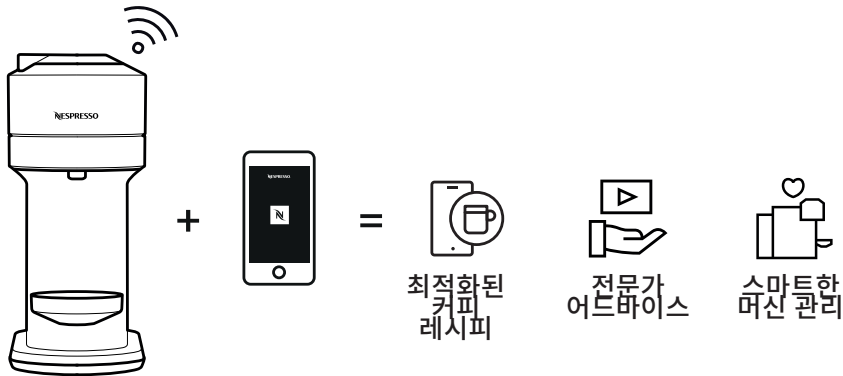 NESPRESSO
NESPRESSO
N
+
=
최적화된
커피
레시피
전문가
어드바이스
스마트한
머신 관리